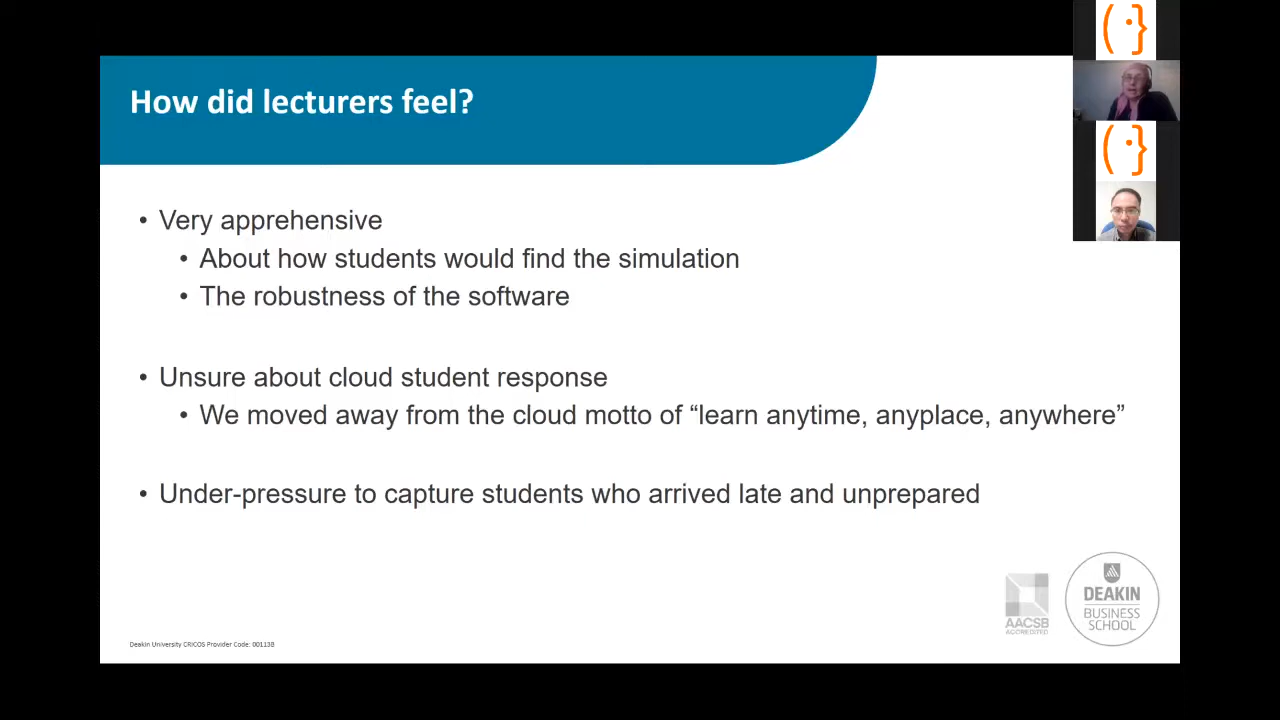 How did lecturers feel?
• Very apprehensive
• About how students would find the simulation
• The robustness of the software
• Unsure about cloud student response
• We moved away from the cloud motto of “learn anytime, anyplace, anywhere”
• Under-pressure to capture students who arrived late and unprepared
AACSB
ACCREDITED
DEAKIN
BUSINESS
SCHOOL
Deakin University CRICOS Provider Code: 00113B